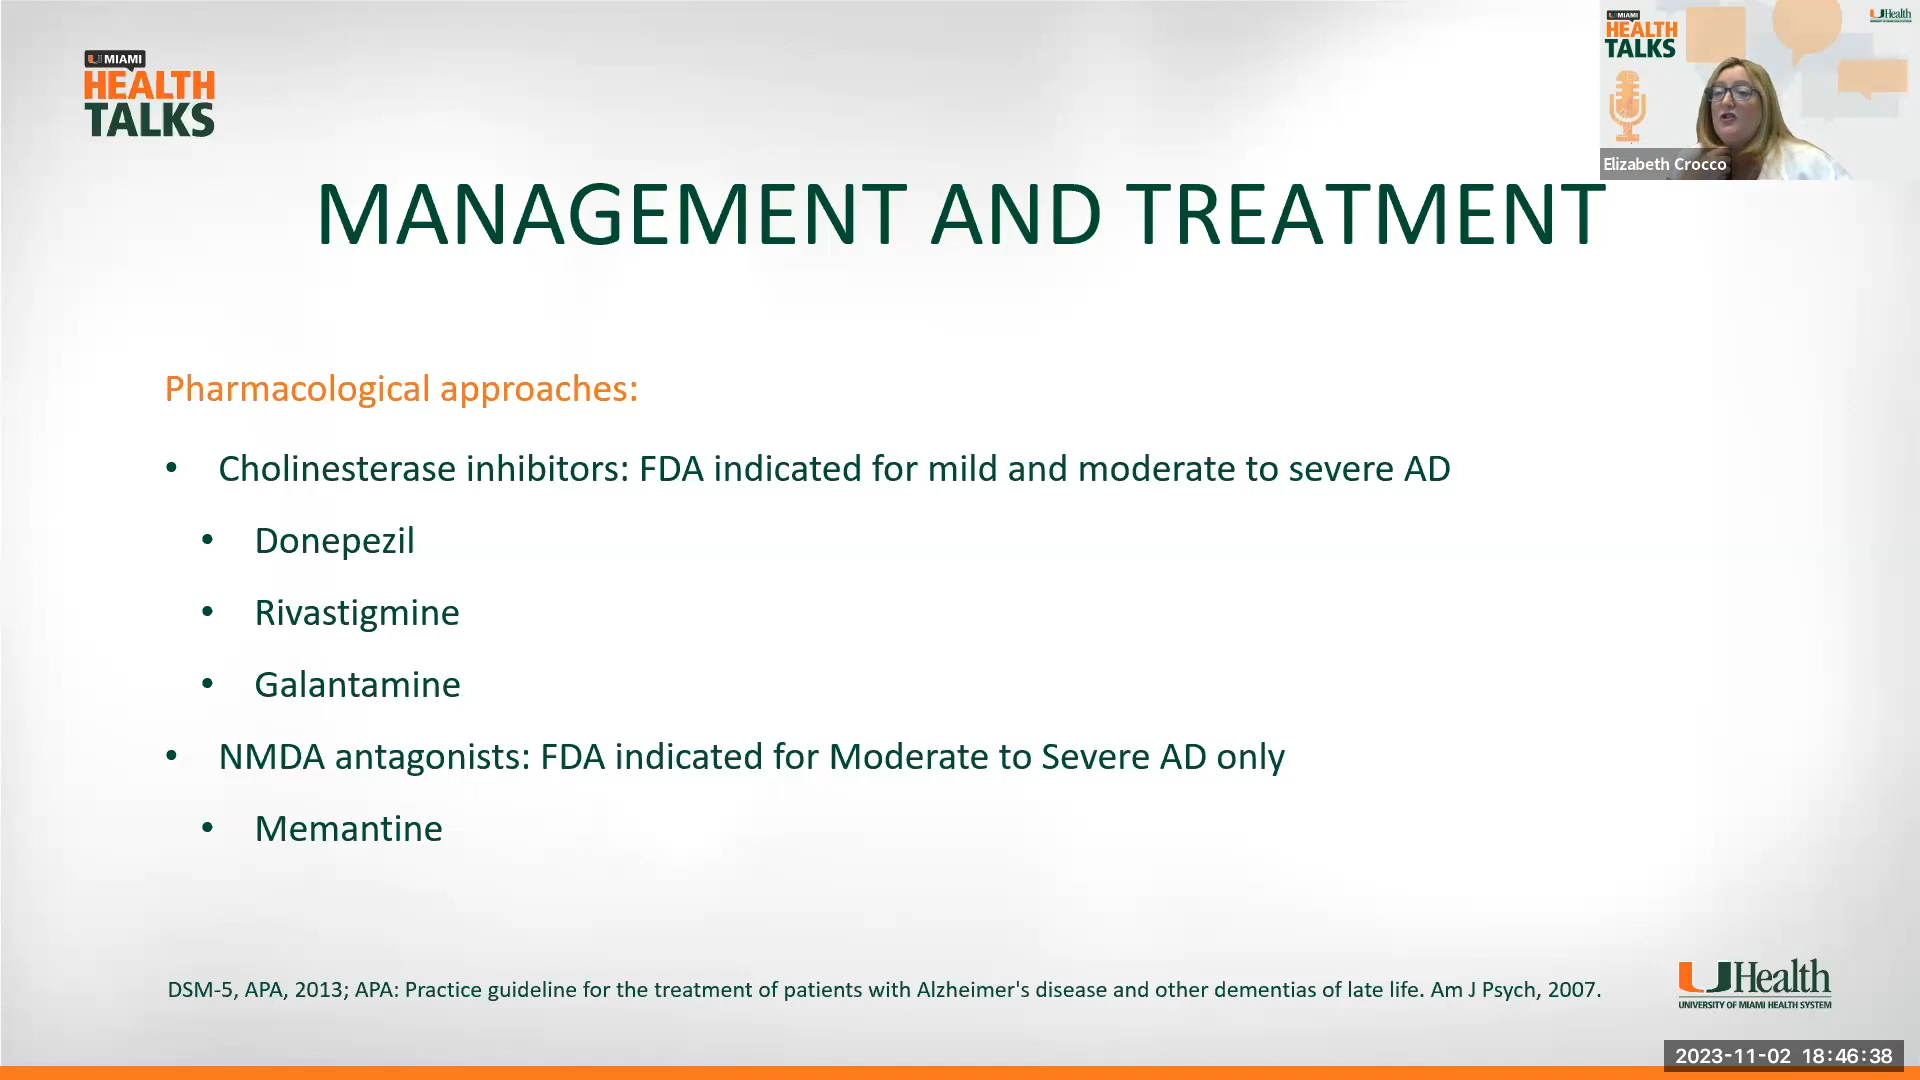 MIAMI
HEALTH
TALKS
MIAMI
HEALTH
TALKS
UHealth
Elizabeth Crocco
MANAGEMENT AND TREATMENT
Pharmacological approaches:
• Cholinesterase inhibitors: FDA indicated for mild and moderate to severe AD
• Donepezil
• Rivastigmine
• Galantamine
• NMDA antagonists: FDA indicated for Moderate to Severe AD only
• Memantine
DSM-5, APA, 2013; APA: Practice guideline for the treatment of patients with Alzheimer's disease and other dementias of late life. Am J Psych, 2007.
UHealth
UNIVERSITY OF MIAMI HEALTH SYSTEM
2023-11-02 18:46:38